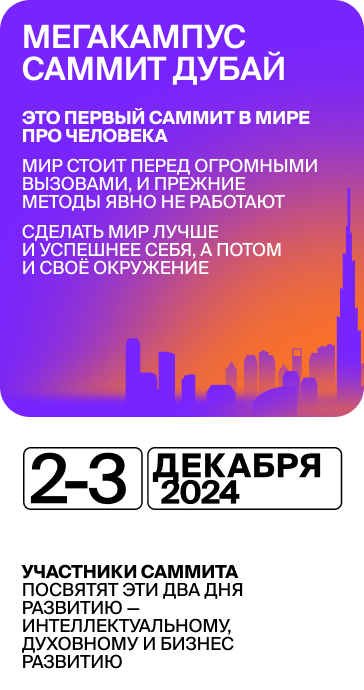 МЕГАКАМПУС
САММИТ ДУБАЙ
ЭТО ПЕРВЫЙ САММИТ В МИРЕ
ПРО ЧЕЛОВЕКА
МИР СТОИТ ПЕРЕД ОГРОМНЫМИ
ВЫЗОВАМИ, И ПРЕЖНИЕ
МЕТОДЫ ЯВНО НЕ РАБОТАЮТ
СДЕЛАТЬ МИР ЛУЧШЕ
И УСПЕШНЕЕ СЕБЯ, А ПОТОМ
И СВОЁ ОКРУЖЕНИЕ
2-3 ДЕКАБРЯ
2024
УЧАСТНИКИ САММИТА
ПОСВЯТЯТ ЭТИ ДВА ДНЯ
РАЗВИТИЮ —
ИНТЕЛЛЕКТУАЛЬНОМУ,
ДУХОВНОМУ И БИЗНЕС
РАЗВИТИЮ